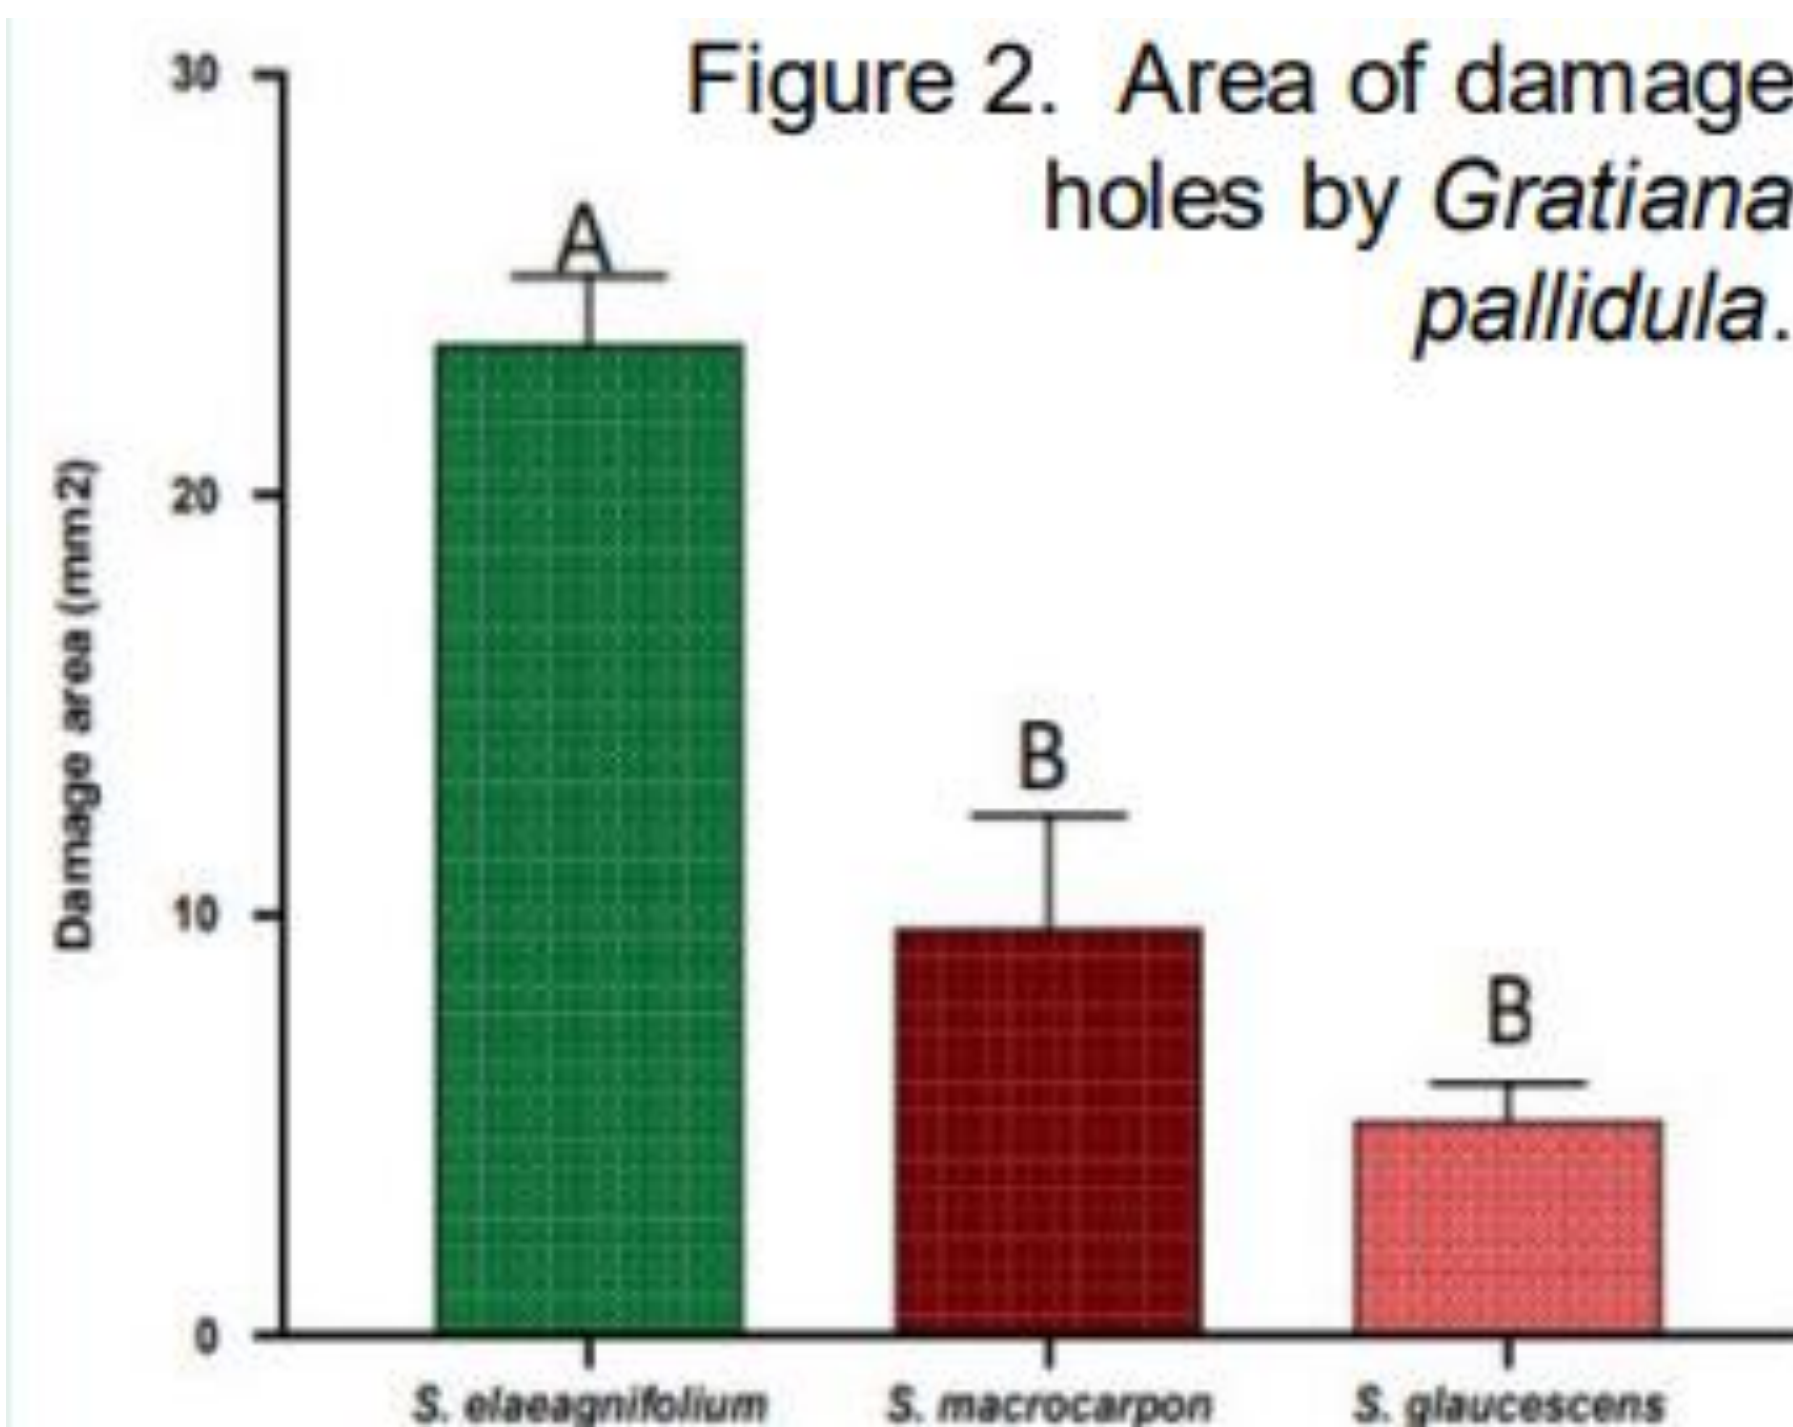 Figure 2. Area of damage
holes by Gratiana
pallidula.
30
20
10
0
Damage area (mm2)
A
B
B
S. elaeagnifolium
S. macrocarpon
S. glaucescens